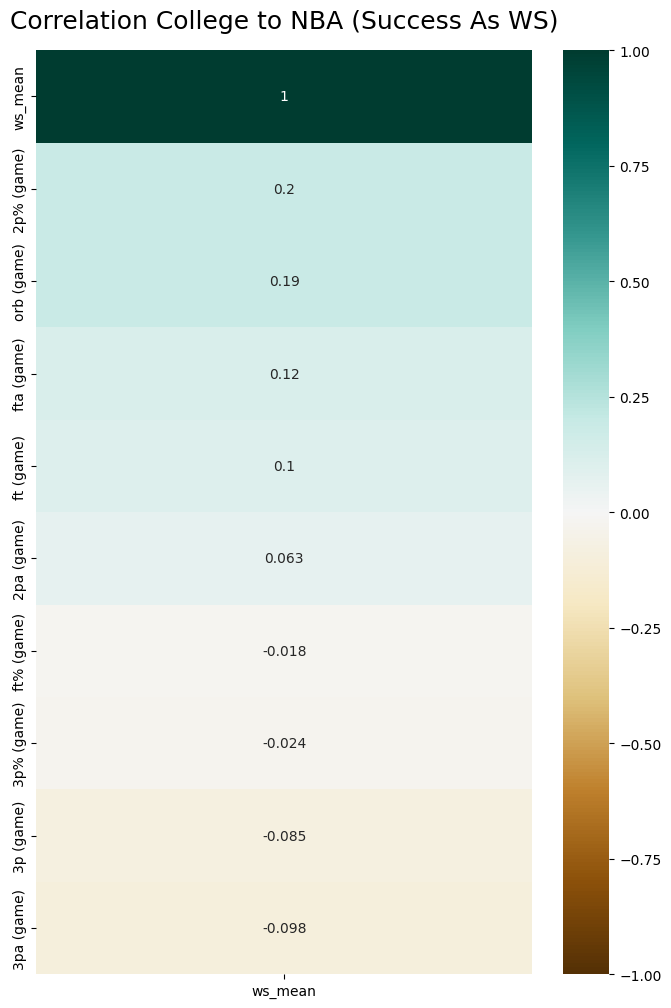 Correlation College to NBA (Success As WS)
ws_mean
1
2p% (game)
0.2
orb (game)
0.19
fta (game)
0.12
ft (game)
0.1
2pa (game)
0.063
ft% (game)
-0.018
3p% (game)
-0.024
3p (game)
-0.085
3pa (game)
-0.098
ws_mean
1.00
0.75
0.50
0.25
0.00
−0.25
−0.50
−0.75
−1.00